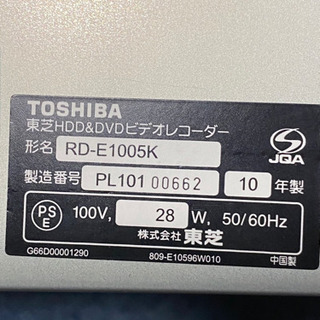 TOSHIBA
東芝HDD&DVDビデオレコーダー
形名 RD-E1005K
製造番号 PL101 00662 10 年製
JQA
PS E 100V, 28 W, 50/60Hz
株式会社 東芝
G66D00001290 809-E10596W010 中国製